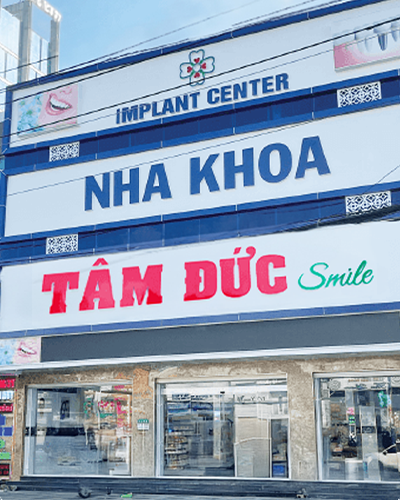 IMPLANT CENTER
NHA KHOA
TÂM ĐỨC Smile